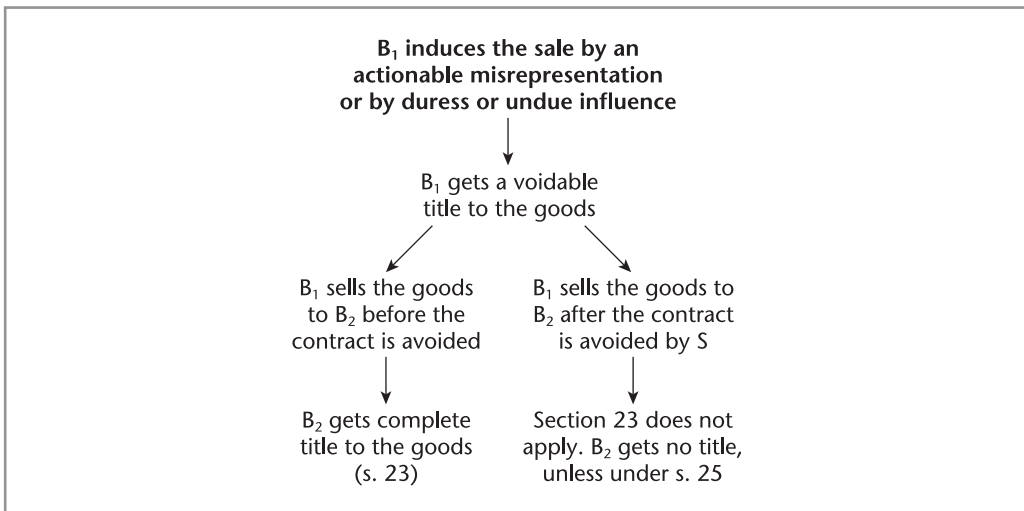 B₁ induces the sale by an
actionable misrepresentation
or by duress or undue influence
B₁ gets a voidable
title to the goods
B₁ sells the goods
to B₂ before the
contract is avoided
B₁ sells the goods to
B₂ after the contract
is avoided by S
B₂ gets complete
title to the goods
(s. 23)
Section 23 does not
apply. B₂ gets no title,
unless under s. 25